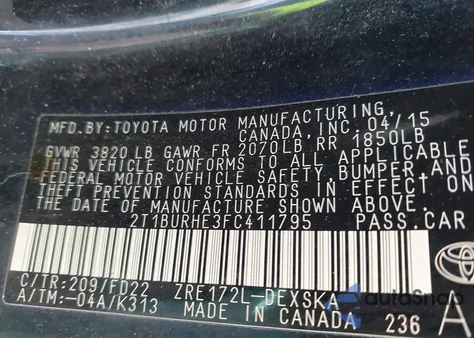 MFD.BY:TOYOTA MOTOR MANUFACTURING,
CANADA, INC. 04/15
GVWR 3820 LB GAWR FR 2070LB, RR 1850LB
THIS VEHICLE CONFORMS TO ALL APPLICABLE
FEDERAL MOTOR VEHICLE SAFETY, BUMPER, AND
THEFT PREVENTION STANDARDS IN EFFECT ON
THE DATE OF MANUFACTURE SHOWN ABOVE.
2T1BURHE3FC411795 PASS.CAR
C/TR:209/FD22 ZRE172L-DEXSKA
A/TM:-04A/K313 MADE IN CANADA 236 A
autoSnap